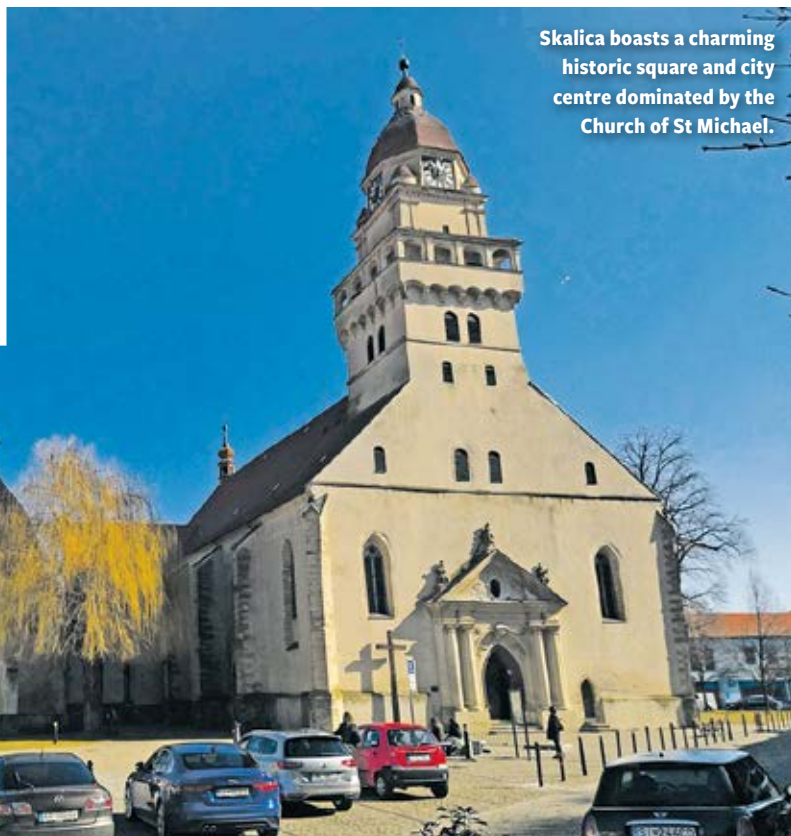 Skalica boasts a charming
historic square and city
centre dominated by the
Church of St Michael.